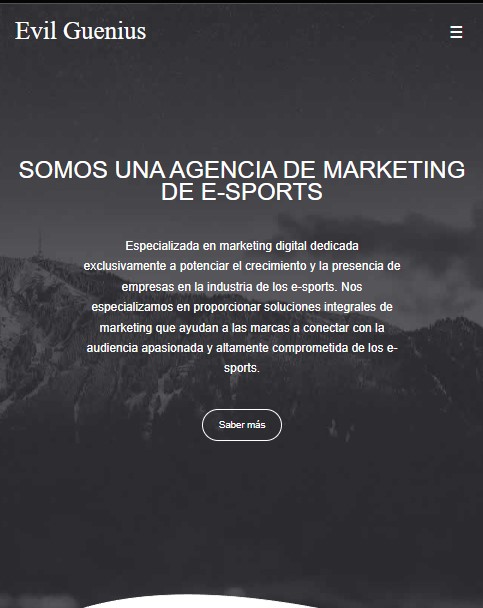 Evil Guenius
SOMOS UNA AGENCIA DE MARKETING
DE E-SPORTS
Especializada en marketing digital dedicada
exclusivamente a potenciar el crecimiento y la presencia de
empresas en la industria de los e-sports. Nos
especializamos en proporcionar soluciones integrales de
marketing que ayudan a las marcas a conectar con la
audiencia apasionada y altamente comprometida de los e-
sports.
Saber más